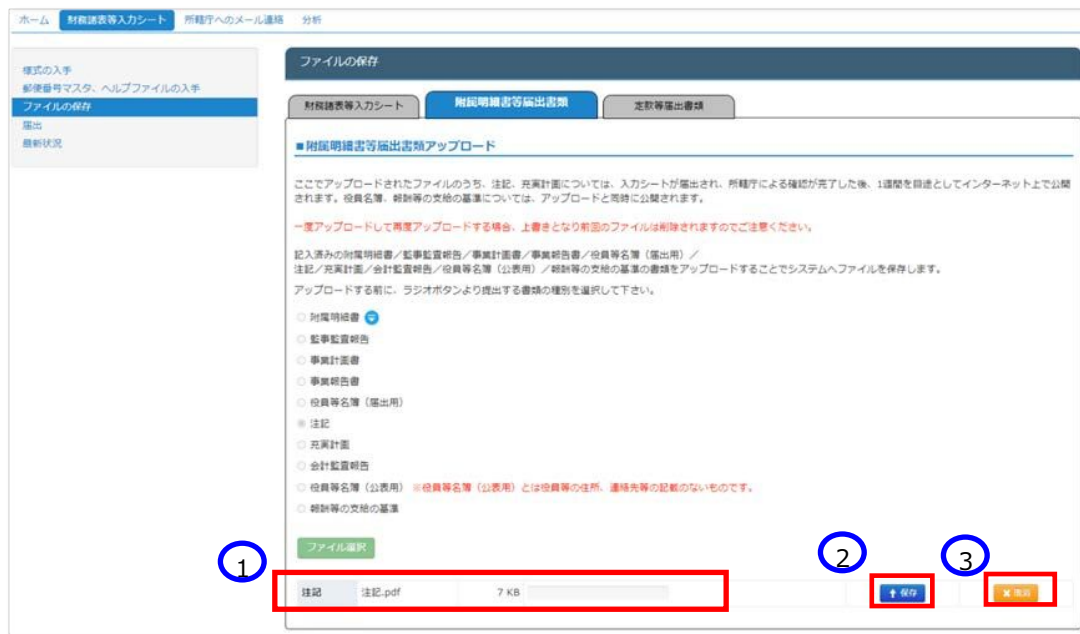 ホーム 財務諸表等入力シート 所轄庁へのメール連絡 分析
様式の入手
郵便番号マスタ、ヘルプファイルの入手
ファイルの保存
届出
最新状況
ファイルの保存
財務諸表等入力シート 附属明細書等届出書類 定款等届出書類
■附属明細書等届出書類アップロード
ここでアップロードされたファイルのうち、注記、充実計画については、入力シートが届出され、所轄庁による確認が完了した後、1週間を目途としてインターネット上で公開
されます。役員名簿、報酬等の支給の基準については、アップロードと同時に公開されます。
一度アップロードして再度アップロードする場合、上書きとなり前回のファイルは削除されますのでご注意ください。
記入済みの附属明細書／監事監査報告／事業計画書／事業報告書／役員等名簿（届出用）／
注記／充実計画／会計監査報告／役員等名簿（公表用）／報酬等の支給の基準の書類をアップロードすることでシステムへファイルを保存します。
アップロードする前に、ラジオボタンより提出する書類の種別を選択して下さい。
附属明細書
監事監査報告
事業計画書
事業報告書
役員等名簿（届出用）
注記
充実計画
会計監査報告
役員等名簿（公表用） ※役員等名簿（公表用）とは役員等の住所、連絡先等の記載のないものです。
報酬等の支給の基準
ファイル選択
1 2 3
注記 注記.pdf 7 KB 保存 取消